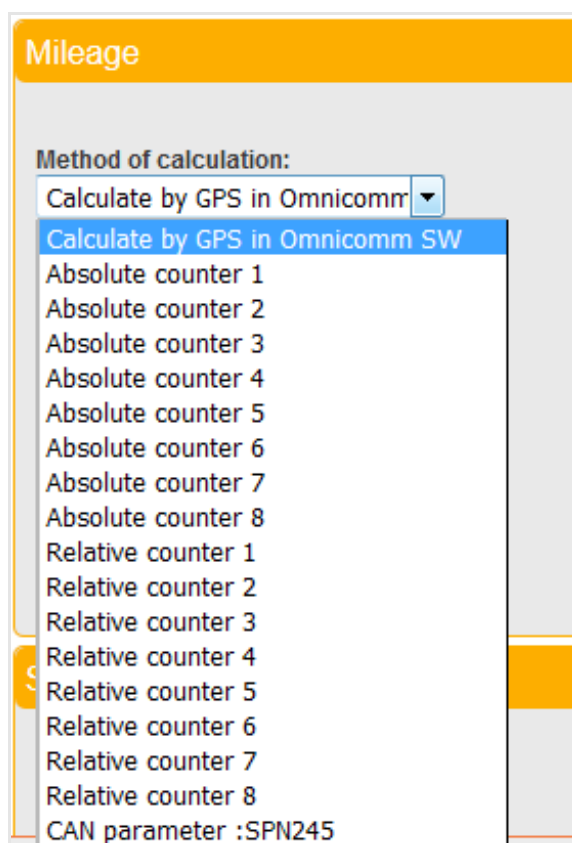 Mileage
Method of calculation:
Calculate by GPS in Omnicomm
Calculate by GPS in Omnicomm SW
Absolute counter 1
Absolute counter 2
Absolute counter 3
Absolute counter 4
Absolute counter 5
Absolute counter 6
Absolute counter 7
Absolute counter 8
Relative counter 1
Relative counter 2
Relative counter 3
Relative counter 4
Relative counter 5
Relative counter 6
Relative counter 7
Relative counter 8
CAN parameter :SPN245